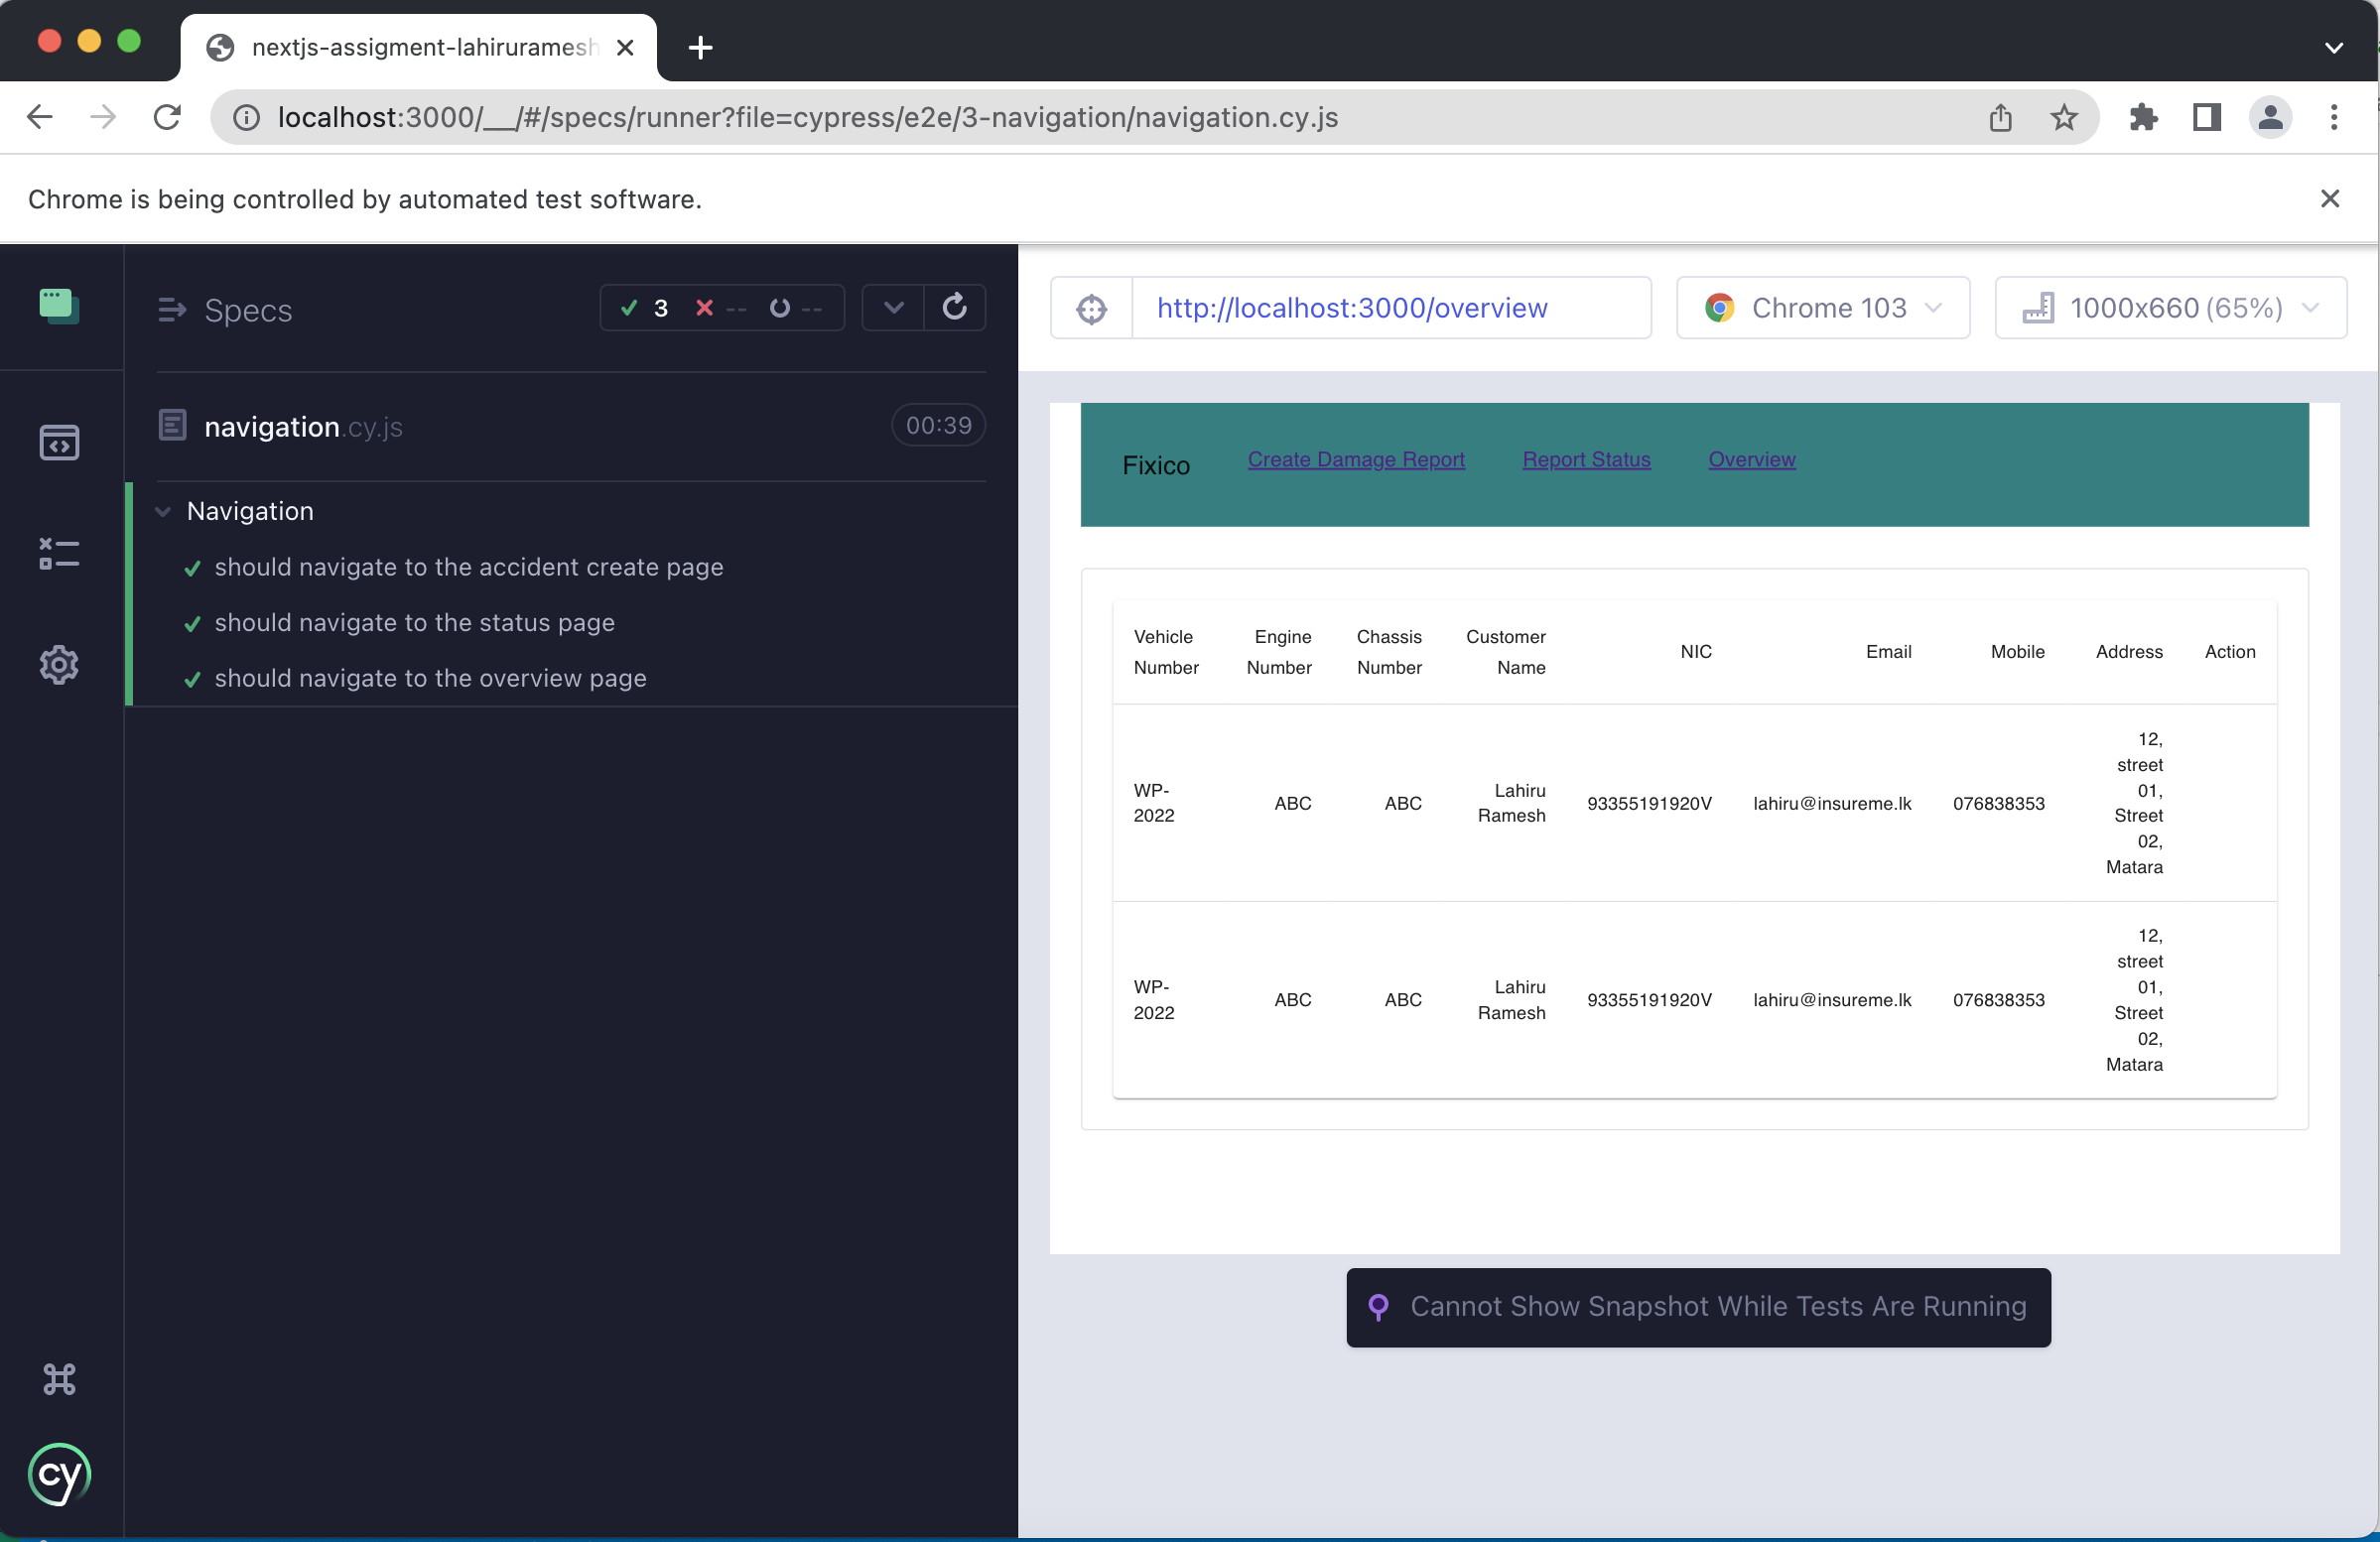 nextjs-assigment-lahiruramesh
localhost:3000/__/#/specs/runner?file=cypress/e2e/3-navigation/navigation.cy.js
Chrome is being controlled by automated test software.
Specs
3 -- --
navigation.cy.js
00:39
Navigation
should navigate to the accident create page
should navigate to the status page
should navigate to the overview page
cy
http://localhost:3000/overview
Chrome 103
1000x660 (65%)
Fixico
Create Damage Report
Report Status
Overview
Vehicle Number Engine Number Chassis Number Customer Name NIC Email Mobile Address Action
WP-2022 ABC ABC Lahiru Ramesh 93355191920V lahiru@insureme.lk 076838353 12, street 01, Street 02, Matara
WP-2022 ABC ABC Lahiru Ramesh 93355191920V lahiru@insureme.lk 076838353 12, street 01, Street 02, Matara
Cannot Show Snapshot While Tests Are Running